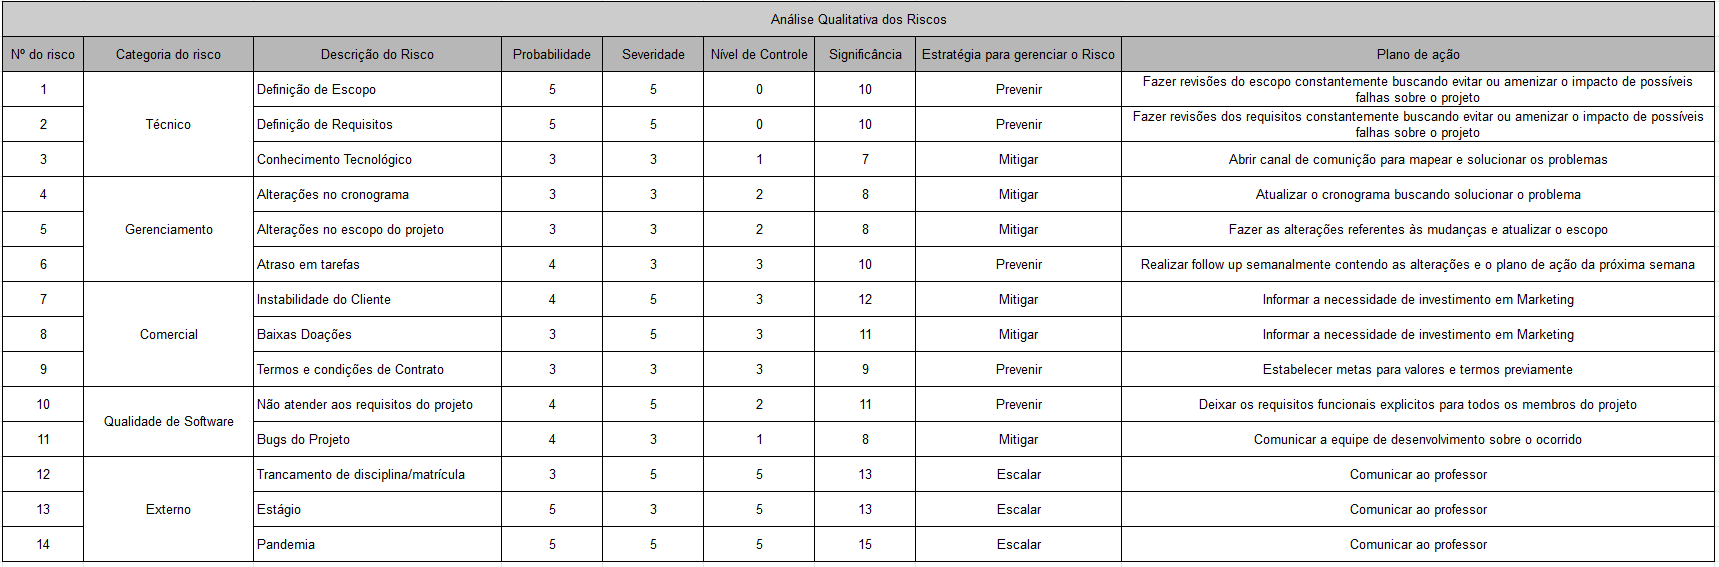 Análise Qualitativa dos Riscos
Nº do risco Categoria do risco Descrição do Risco Probabilidade Severidade Nível de Controle Significância Estratégia para gerenciar o Risco Plano de ação
1 Definição de Escopo 5 5 0 10 Prevenir Fazer revisões do escopo constantemente buscando evitar ou amenizar o impacto de possíveis
falhas sobre o projeto
2 Técnico Definição de Requisitos 5 5 0 10 Prevenir Fazer revisões dos requisitos constantemente buscando evitar ou amenizar o impacto de possíveis
falhas sobre o projeto
3 Conhecimento Tecnológico 3 3 1 7 Mitigar Abrir canal de comunição para mapear e solucionar os problemas
4 Alterações no cronograma 3 3 2 8 Mitigar Atualizar o cronograma buscando solucionar o problema
5 Gerenciamento Alterações no escopo do projeto 3 3 2 8 Mitigar Fazer as alterações referentes às mudanças e atualizar o escopo
6 Atraso em tarefas 4 3 3 10 Prevenir Realizar follow up semanalmente contendo as alterações e o plano de ação da próxima semana
7 Instabilidade do Cliente 4 5 3 12 Mitigar Informar a necessidade de investimento em Marketing
8 Comercial Baixas Doações 3 5 3 11 Mitigar Informar a necessidade de investimento em Marketing
9 Termos e condições de Contrato 3 3 3 9 Prevenir Estabelecer metas para valores e termos previamente
10 Não atender aos requisitos do projeto 4 5 2 11 Prevenir Deixar os requisitos funcionais explicitos para todos os membros do projeto
Qualidade de Software
11 Bugs do Projeto 4 3 1 8 Mitigar Comunicar a equipe de desenvolvimento sobre o ocorrido
12 Trancamento de disciplina/matrícula 3 5 5 13 Escalar Comunicar ao professor
13 Externo Estágio 5 3 5 13 Escalar Comunicar ao professor
14 Pandemia 5 5 5 15 Escalar Comunicar ao professor